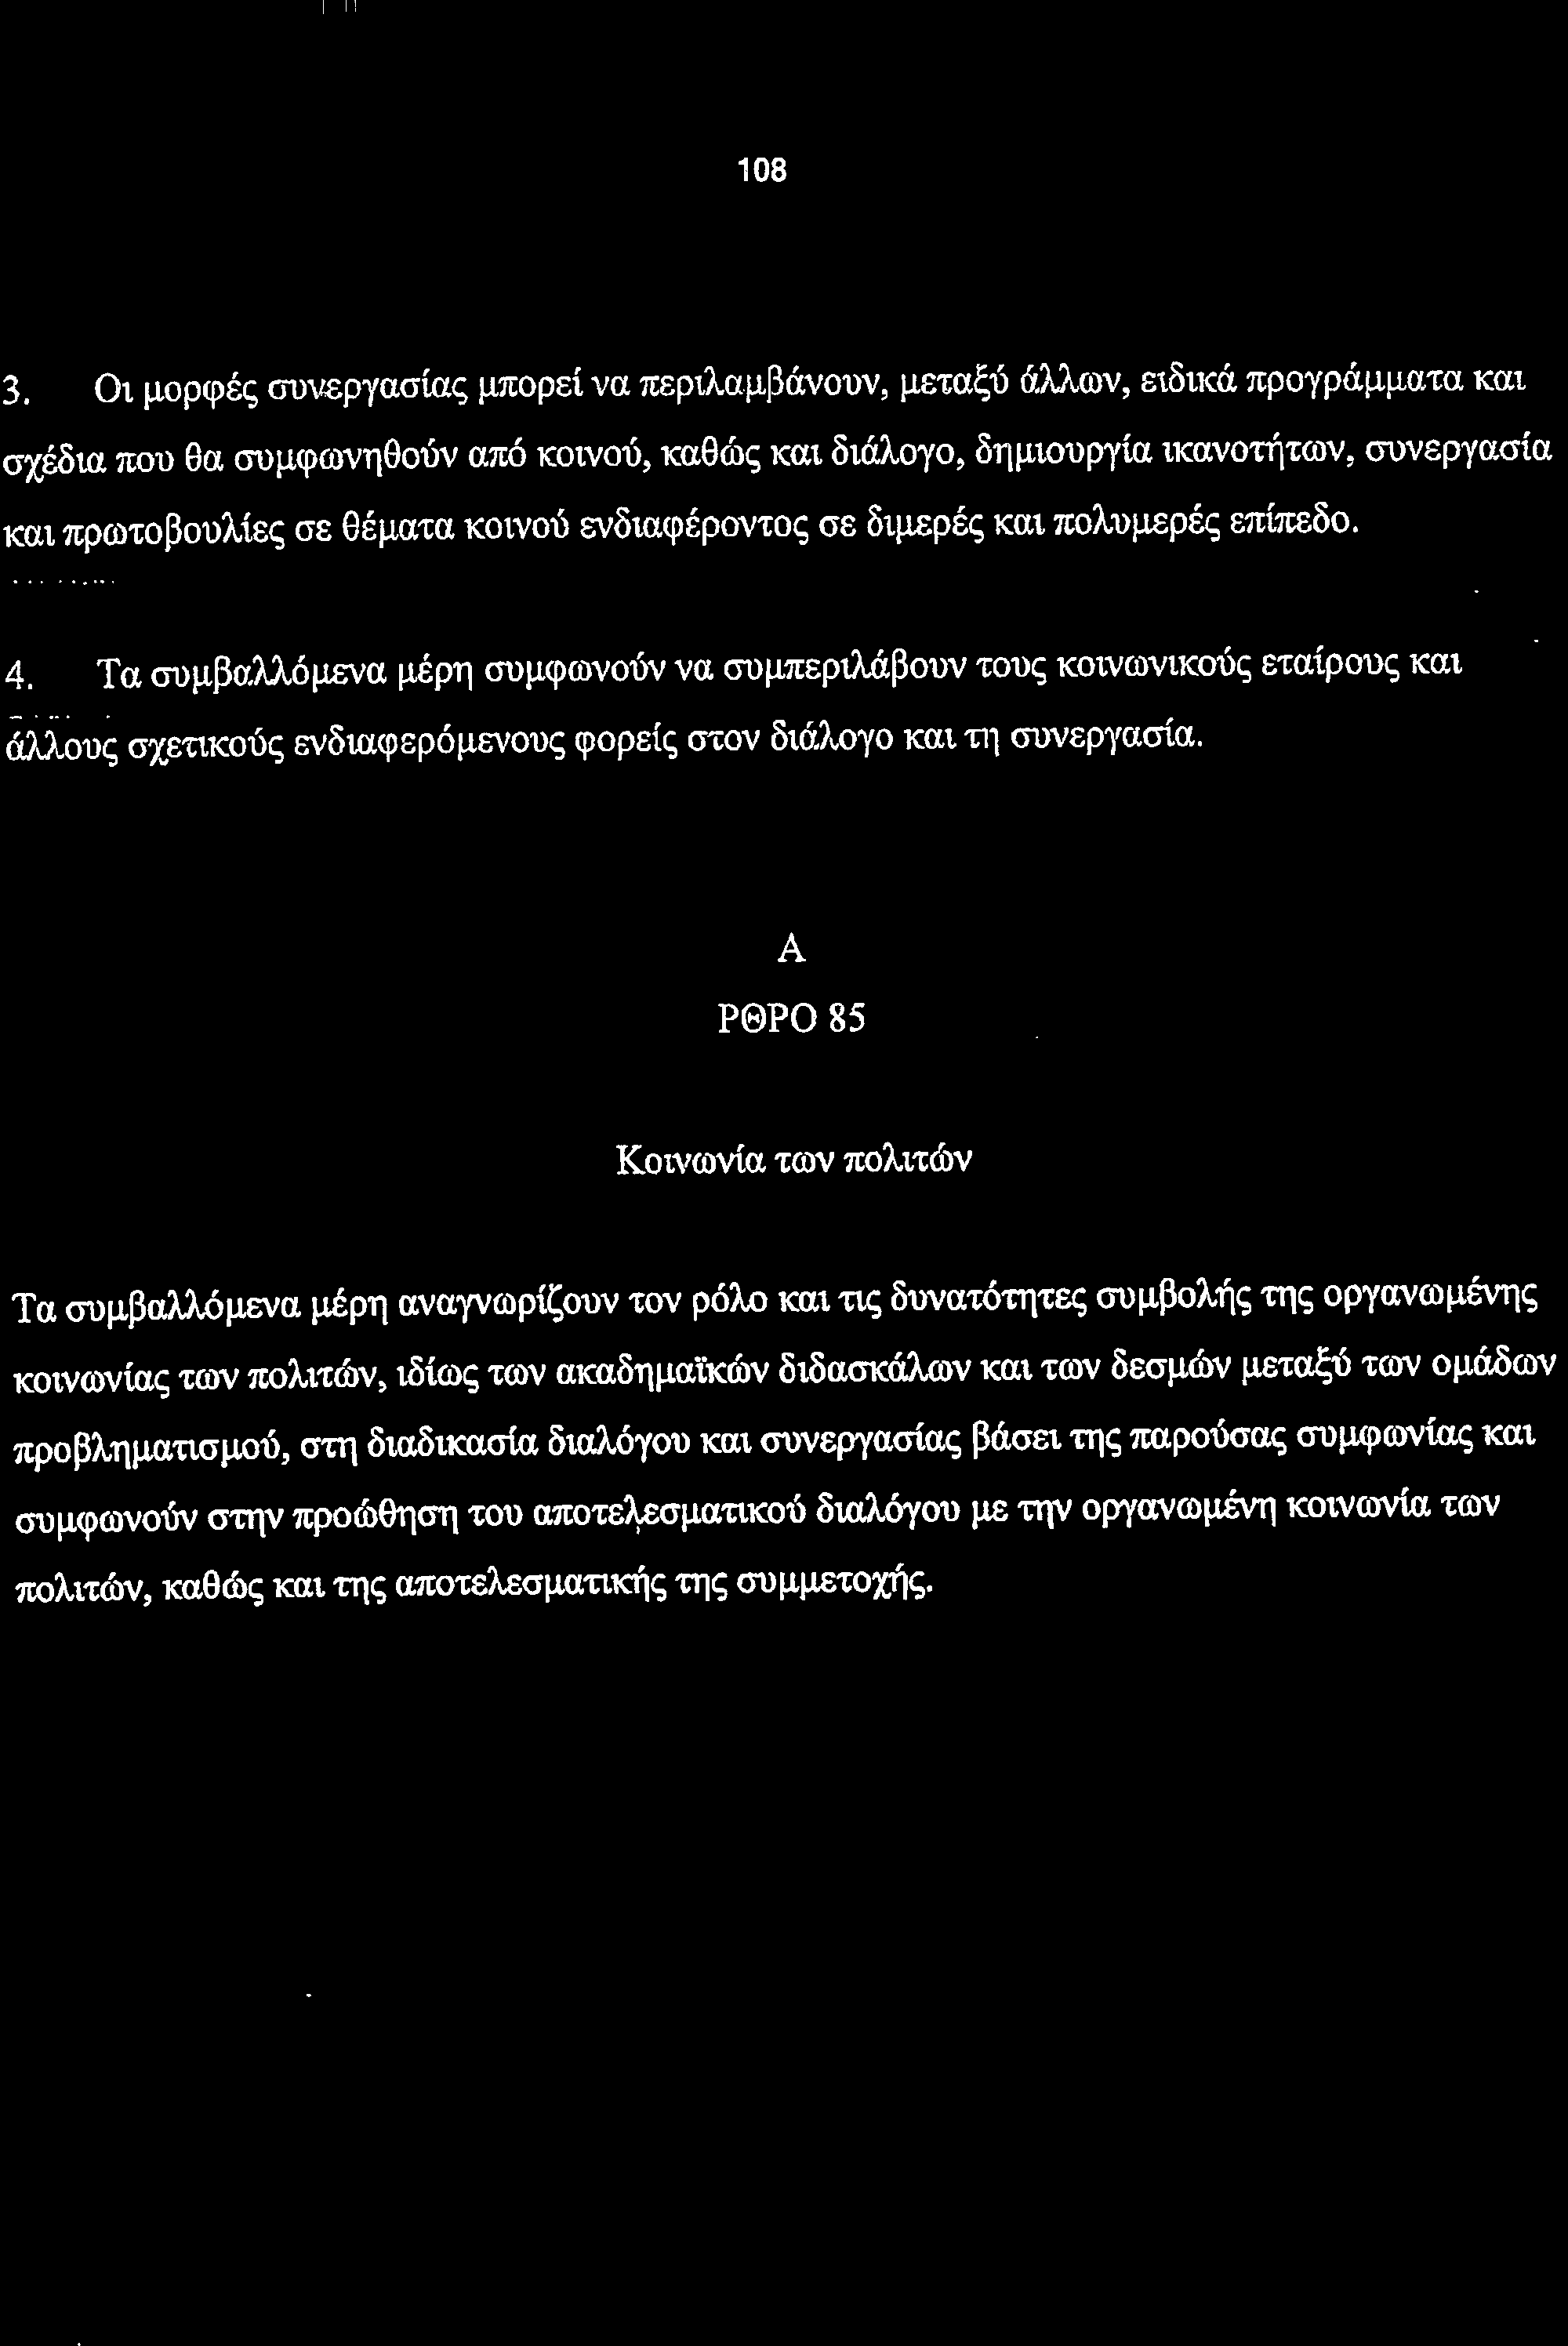 108
3. Οι μορφές συνεργασίας μπορεί να περιλαμβάνουν, μεταξύ άλλων, ειδικά προγράμματα και
σχέδια που θα συμφωνηθούν από κοινού, καθώς και διάλογο, δημιουργία ικανοτήτων, συνεργασία
και πρωτοβουλίες σε θέματα κοινού ενδιαφέροντος σε διμερές και πολυμερές επίπεδο.
4. Τα συμβαλλόμενα μέρη συμφωνούν να συμπεριλάβουν τους κοινωνικούς εταίρους και
άλλους σχετικούς ενδιαφερόμενους φορείς στον διάλογο και τη συνεργασία.
Α
ΡΘΡΟ 85
Κοινωνία των πολιτών
Τα συμβαλλόμενα μέρη αναγνωρίζουν τον ρόλο και τις δυνατότητες συμβολής της οργανωμένης
κοινωνίας των πολιτών, ιδίως των ακαδημαϊκών διδασκάλων και των δεσμών μεταξύ των ομάδων
προβληματισμού, στη διαδικασία διαλόγου και συνεργασίας βάσει της παρούσας συμφωνίας και
συμφωνούν στην προώθηση του αποτελεσματικού διαλόγου με την οργανωμένη κοινωνία των
πολιτών, καθώς και της αποτελεσματικής της συμμετοχής.